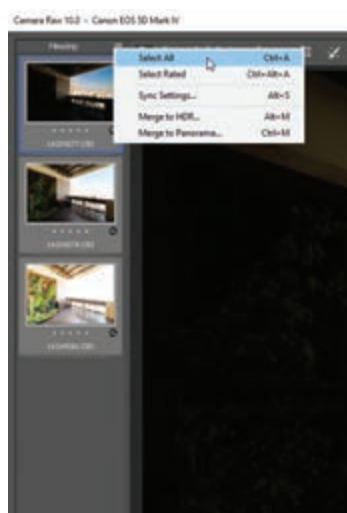 Camera Raw 10.0 - Canon EOS 5D Mark IV
Filmstrip
Select All Ctrl+A
Select Rated Ctrl+Alt+A
Sync Settings... Alt+S
Merge to HDR... Alt+M
Merge to Panorama... Ctrl+M